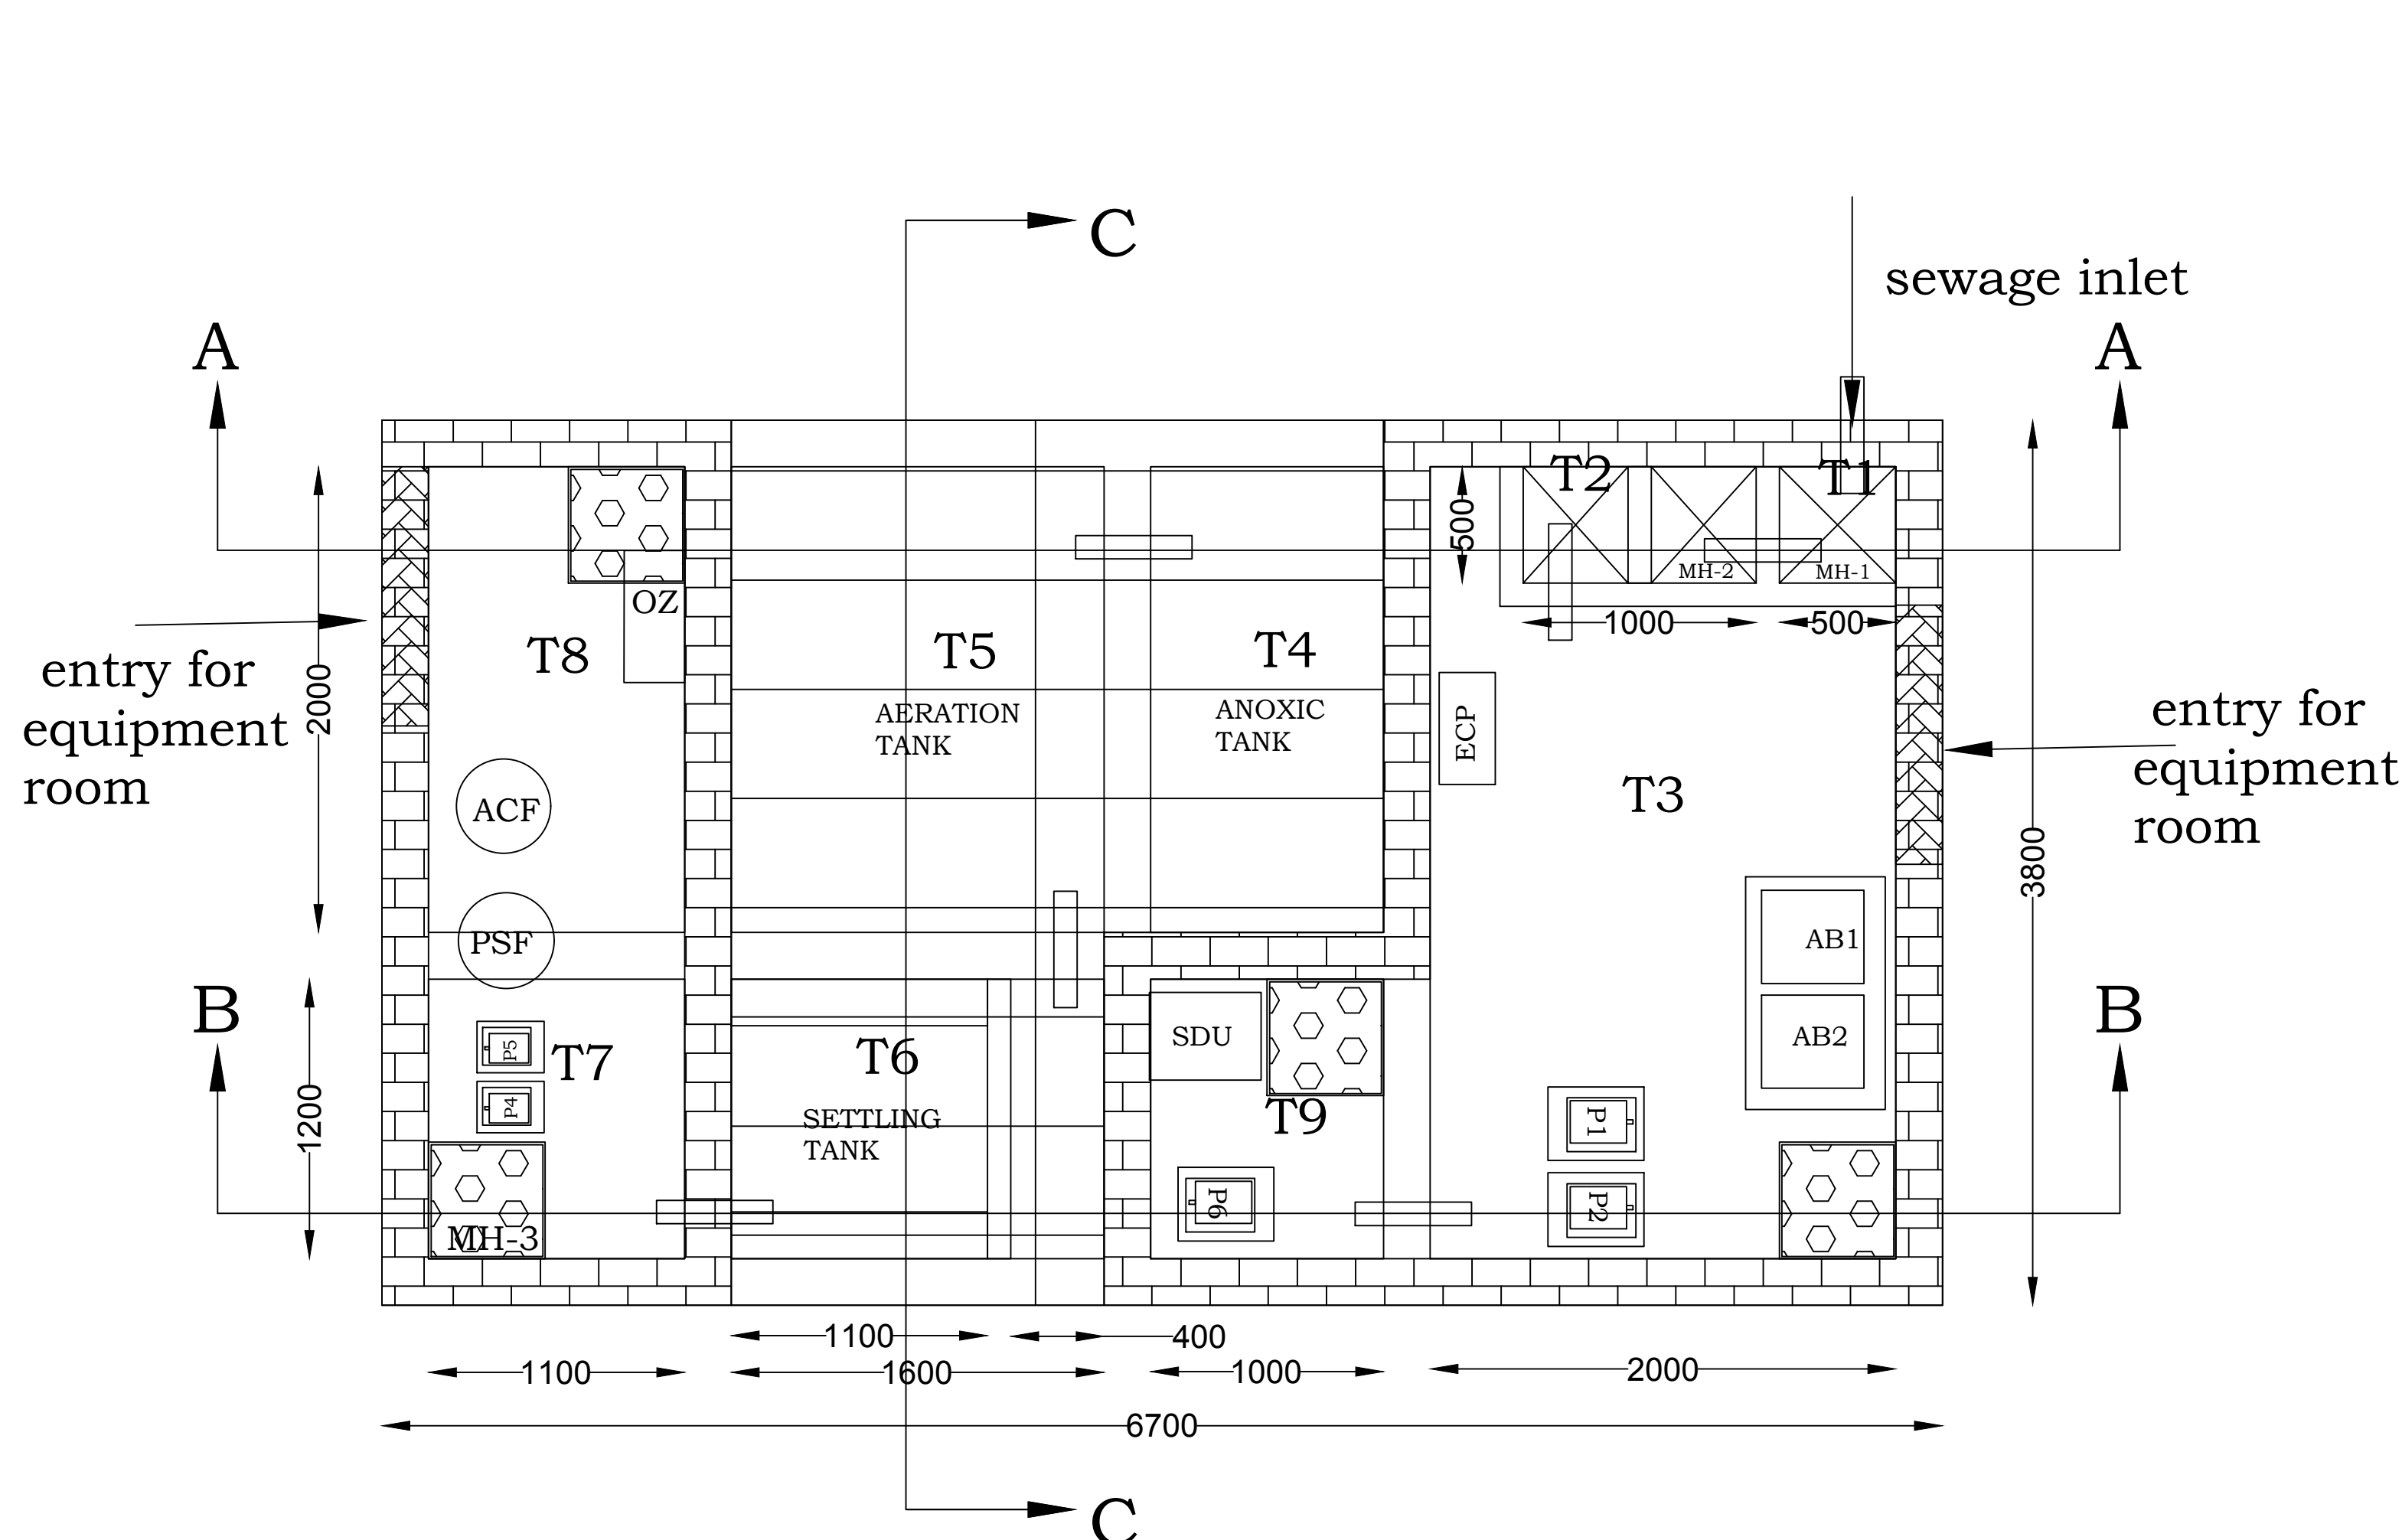 C
sewage inlet
A
A
T2
T1
500
MH-2
MH-1
OZ
1000
500
T8
T5
T4
entry for
equipment
room
2000
AERATION
TANK
ANOXIC
TANK
ECP
T3
entry for
equipment
room
ACF
3800
PSF
AB1
B
B
SDU
AB2
P5
T7
T6
P4
1200
SETTLING
TANK
T9
P1
P6
P2
MH-3
1100
400
1100
1600
1000
2000
6700
C